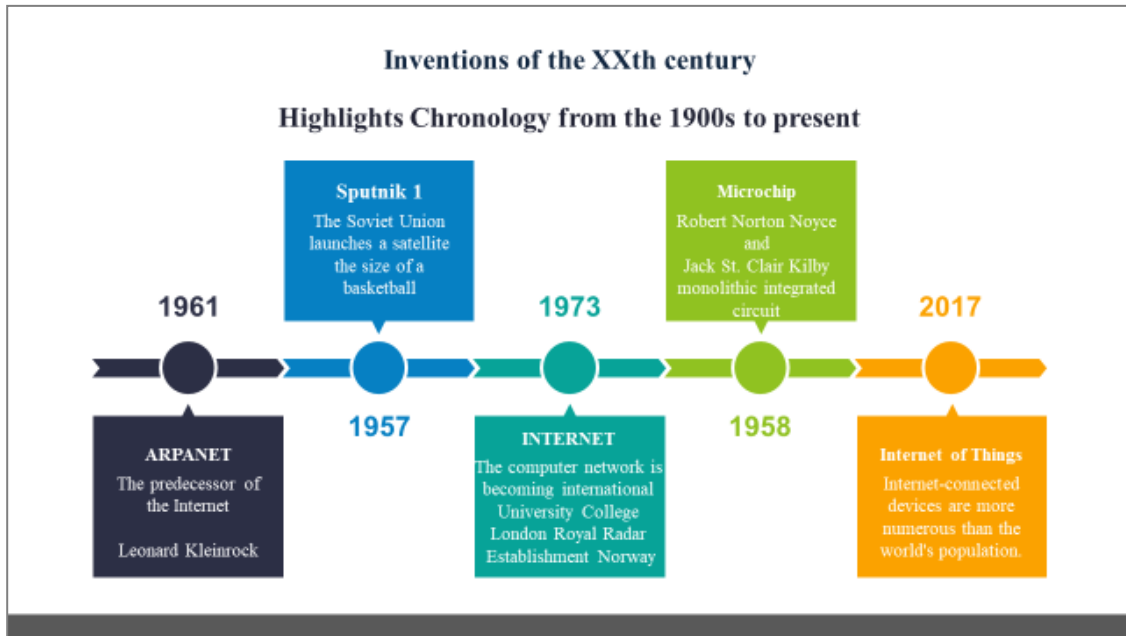 Inventions of the XXth century
Highlights Chronology from the 1900s to present
1961
ARPANET
The predecessor of
the Internet
Leonard Kleinrock
Sputnik 1
The Soviet Union
launches a satellite
the size of a
basketball
1957
1973
INTERNET
The computer network is
becoming international
University College
London Royal Radar
Establishment Norway
Microchip
Robert Norton Noyce
and
Jack St. Clair Kilby
monolithic integrated
circuit
1958
2017
Internet of Things
Internet-connected
devices are more
numerous than the
world's population.